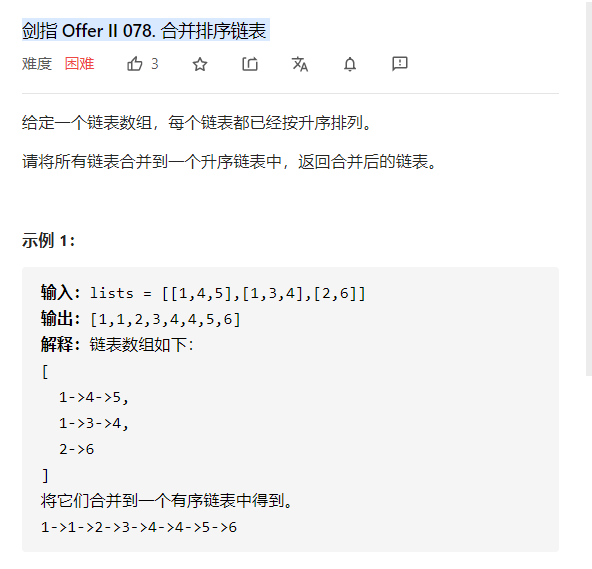 剑指 Offer II 078. 合并排序链表
难度 困难 3
给定一个链表数组，每个链表都已经按升序排列。
请将所有链表合并到一个升序链表中，返回合并后的链表。
示例 1：
输入：lists = [[1,4,5],[1,3,4],[2,6]]
输出：[1,1,2,3,4,4,5,6]
解释：链表数组如下：
[
  1->4->5,
  1->3->4,
  2->6
]
将它们合并到一个有序链表中得到。
1->1->2->3->4->4->5->6